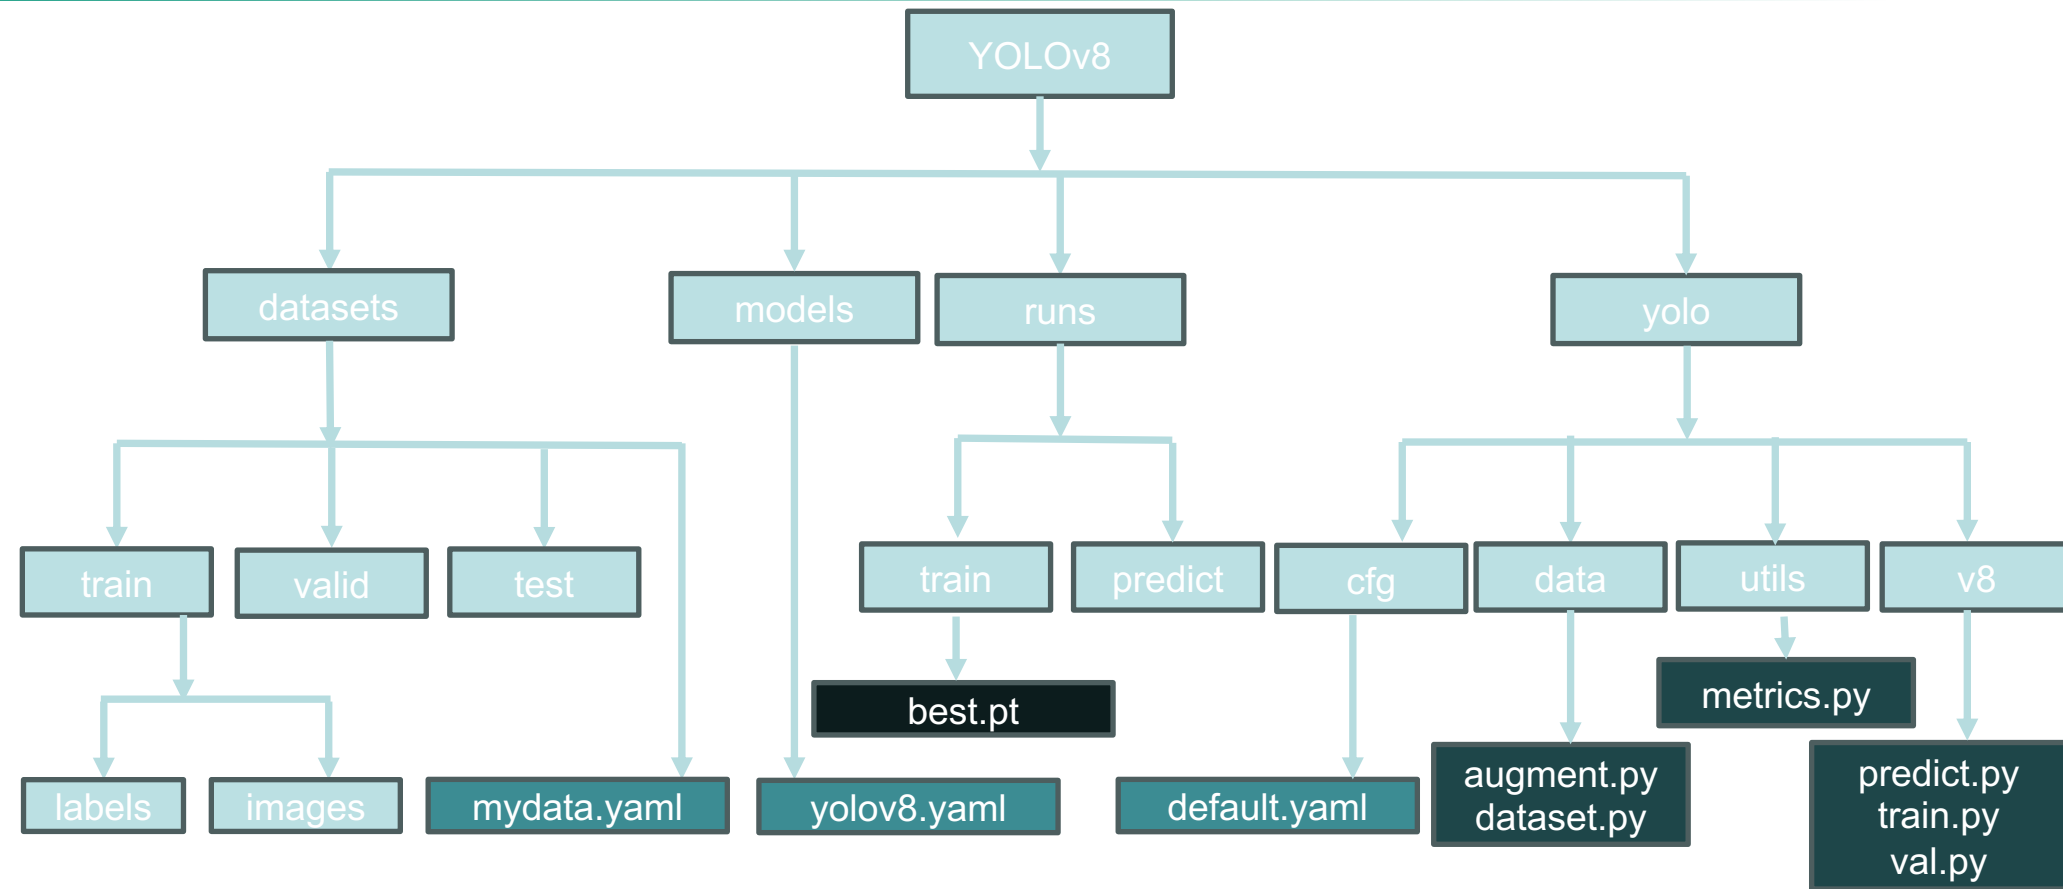 YOLOv8
datasets
models
runs
yolo
train
valid
test
train
predict
cfg
data
utils
v8
best.pt
metrics.py
labels
images
mydata.yaml
yolov8.yaml
default.yaml
augment.py
dataset.py
predict.py
train.py
val.py